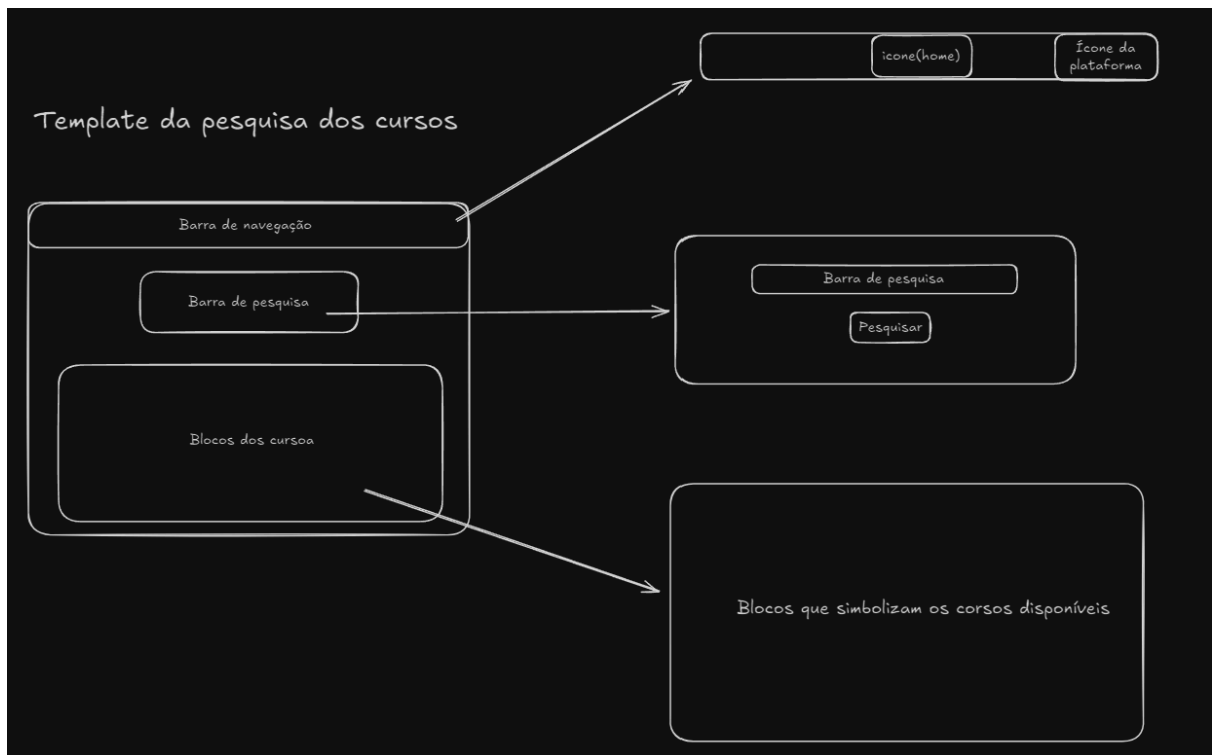 icone(home)
Ícone da
plataforma
Template da pesquisa dos cursos
Barra de navegação
Barra de pesquisa
Barra de pesquisa
Pesquisar
Blocos dos cursoa
Blocos que simbolizam os corsos disponíveis